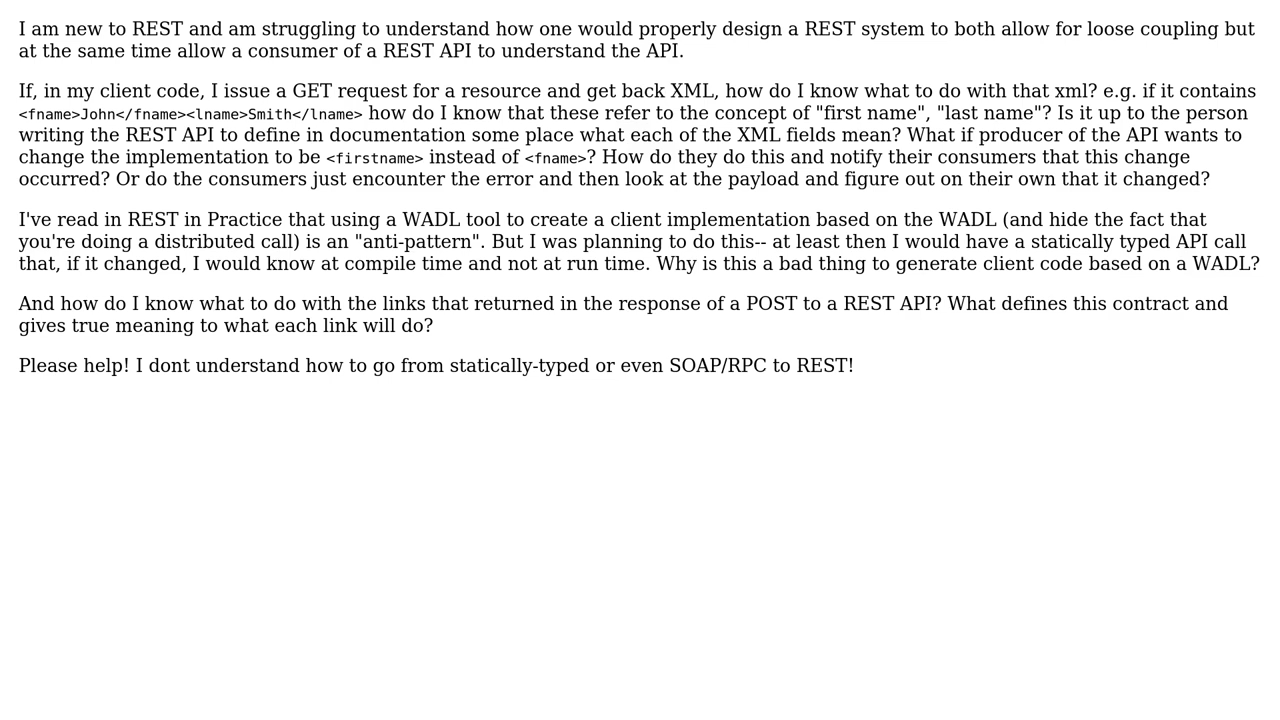 I am new to REST and am struggling to understand how one would properly design a REST system to both allow for loose coupling but
at the same time allow a consumer of a REST API to understand the API.
If, in my client code, I issue a GET request for a resource and get back XML, how do I know what to do with that xml? e.g. if it contains
<fname>John</fname><lname>Smith</lname> how do I know that these refer to the concept of "first name", "last name"? Is it up to the person
writing the REST API to define in documentation some place what each of the XML fields mean? What if producer of the API wants to
change the implementation to be <firstname> instead of <fname>? How do they do this and notify their consumers that this change
occurred? Or do the consumers just encounter the error and then look at the payload and figure out on their own that it changed?
I've read in REST in Practice that using a WADL tool to create a client implementation based on the WADL (and hide the fact that
you're doing a distributed call) is an "anti-pattern". But I was planning to do this-- at least then I would have a statically typed API call
that, if it changed, I would know at compile time and not at run time. Why is this a bad thing to generate client code based on a WADL?
And how do I know what to do with the links that returned in the response of a POST to a REST API? What defines this contract and
gives true meaning to what each link will do?
Please help! I dont understand how to go from statically-typed or even SOAP/RPC to REST!